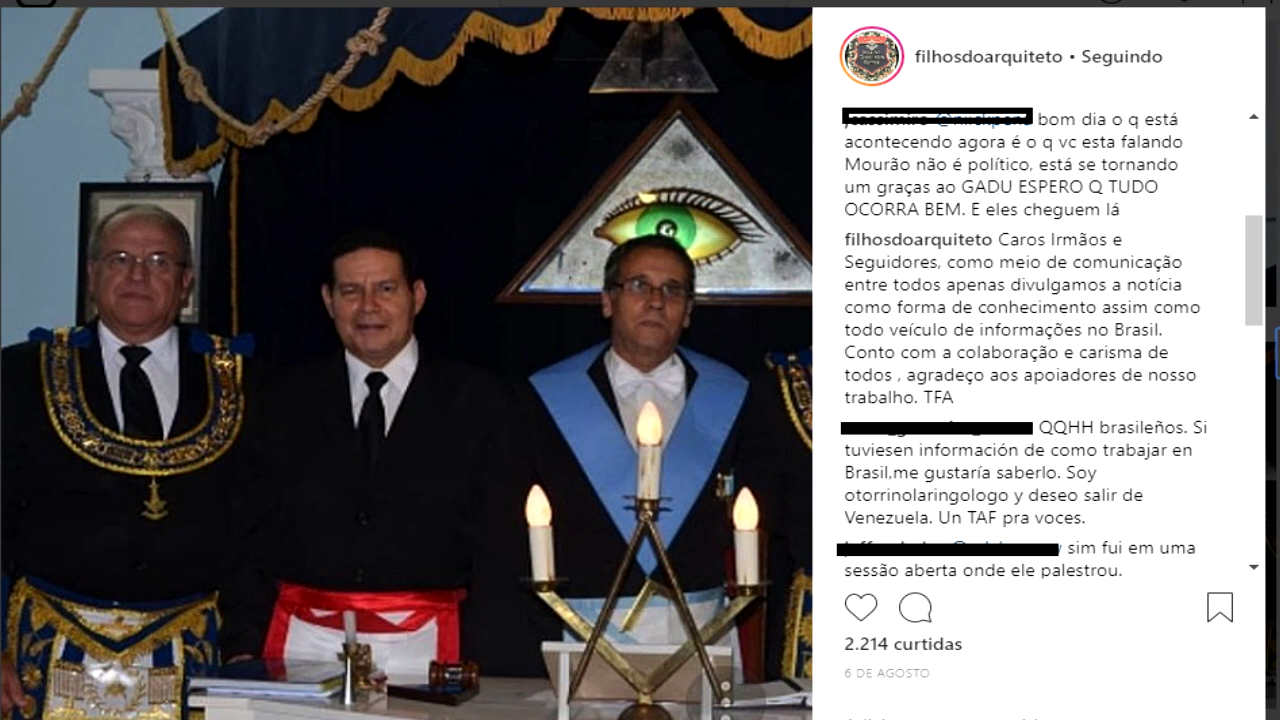 filhosdoarquiteto • Seguindo
bom dia o q está
acontecendo agora é o q vc esta falando
Mourão não é político, está se tornando
um graças ao GADU ESPERO Q TUDO
OCORRA BEM. E eles cheguem lá
filhosdoarquiteto Caros Irmãos e
Seguidores, como meio de comunicação
entre todos apenas divulgamos a notícia
como forma de conhecimento assim como
todo veículo de informações no Brasil.
Conto com a colaboração e carisma de
todos , agradeço aos apoiadores de nosso
trabalho. TFA
QQHH brasileños. Si
tuviesen información de como trabajar en
Brasil,me gustaría saberlo. Soy
otorrinolaringologo y deseo salir de
Venezuela. Un TAF pra voces.
sim fui em uma
sessão aberta onde ele palestrou.
2.214 curtidas
6 DE AGOSTO